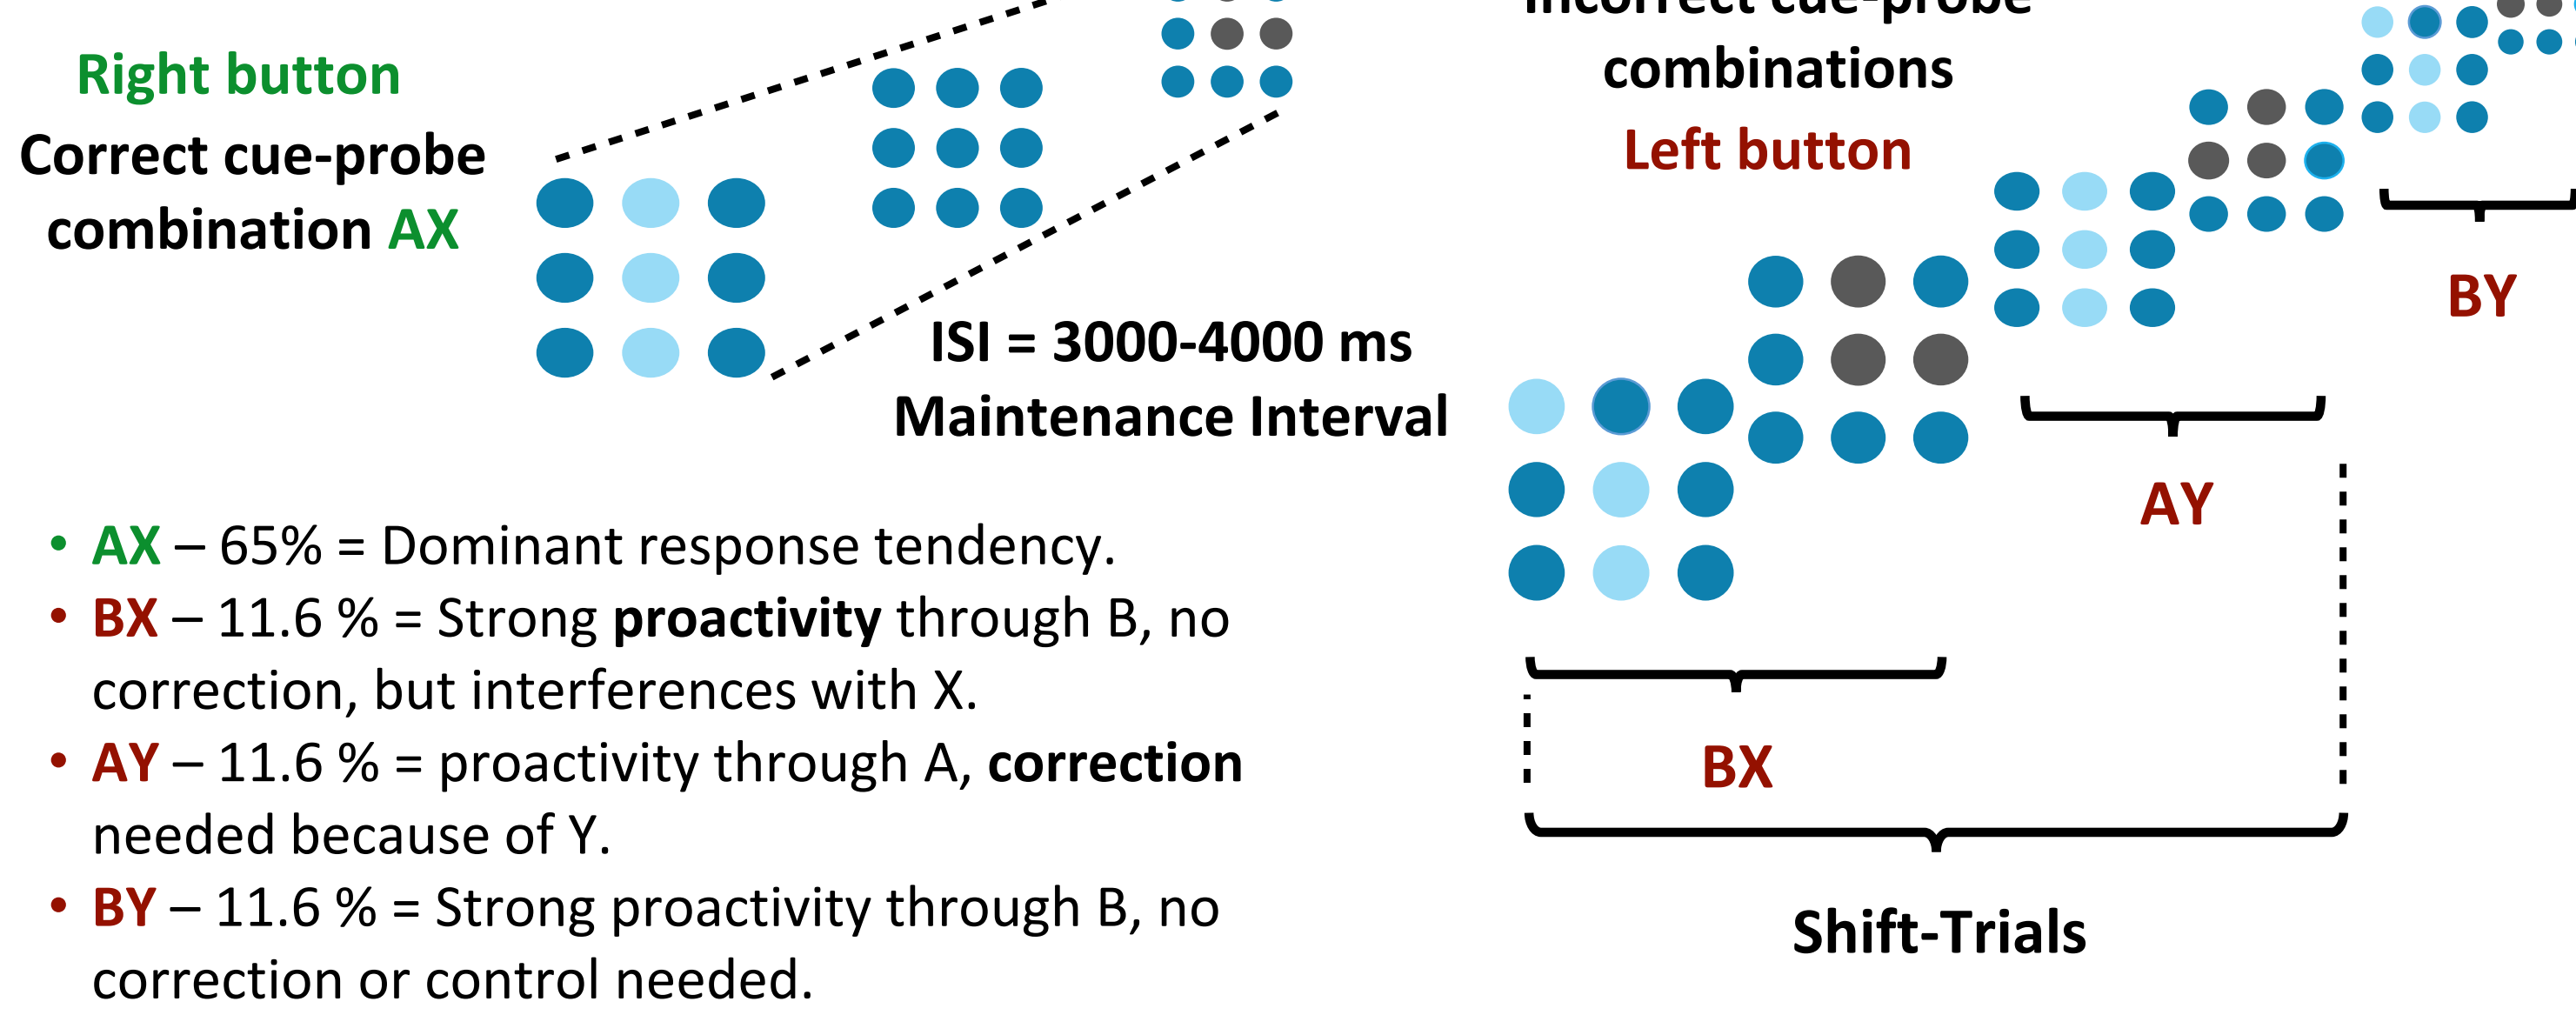 Right button
Correct cue-probe
combination AX
ISI = 3000-4000 ms
Maintenance Interval
• AX – 65% = Dominant response tendency.
• BX – 11.6 % = Strong proactivity through B, no
correction, but interferences with X.
• AY – 11.6 % = proactivity through A, correction
needed because of Y.
• BY – 11.6 % = Strong proactivity through B, no
correction or control needed.
Incorrect cue-probe
combinations
Left button
BY
AY
BX
Shift-Trials